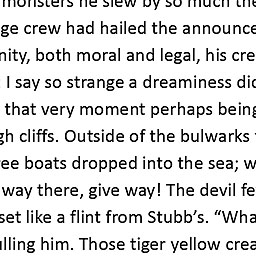 monsters he slew by so much the
ge crew had hailed the announce
nity, both moral and legal, his cre
I say so strange a dreaminess did
that very moment perhaps being
gh cliffs. Outside of the bulwarks
ee boats dropped into the sea; w
way there, give way! The devil fe
set like a flint from Stubb’s. “Wha
lling him. Those tiger yellow crea